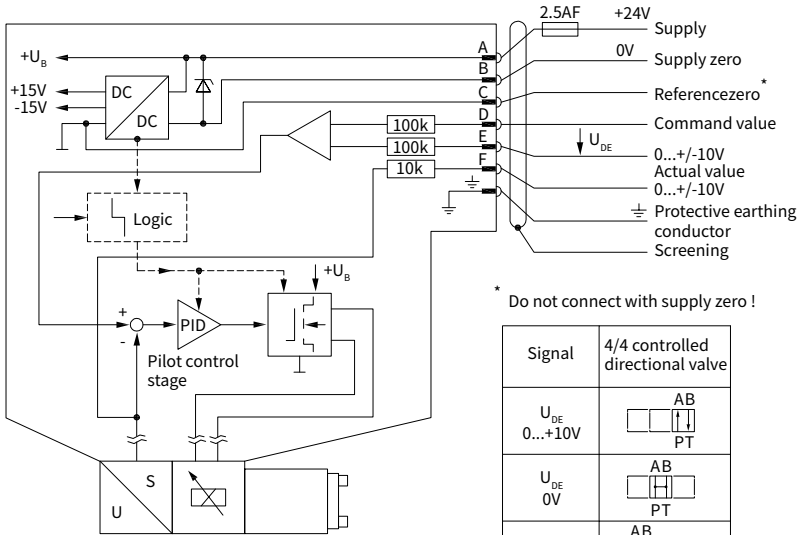 2.5AF
+24V
Supply
A
+U_B
B
0V
Supply zero
C
+15V
DC
Referencezero *
-15V
D
100k
Command value
DC
E
100k
U_DE
0...+/-10V
F
10k
Actual value
0...+/-10V
Logic
Protective earthing
conductor
Screening
+U_B
* Do not connect with supply zero !
+
PID
-
Pilot control
stage
Signal
4/4 controlled
directional valve
U_DE
0...+10V
AB
PT
S
U
U_DE
0V
AB
PT
AB